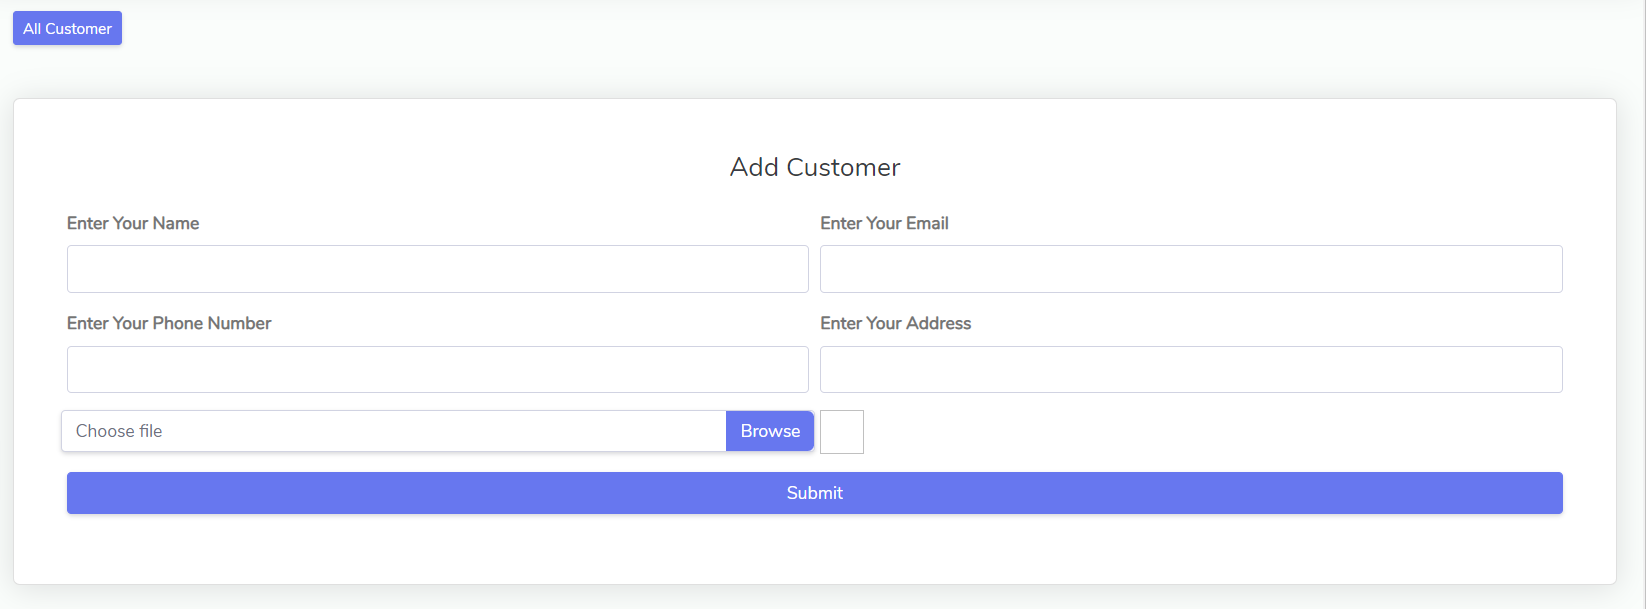 All Customer
Add Customer
Enter Your Name
Enter Your Email
Enter Your Phone Number
Enter Your Address
Choose file
Browse
Submit